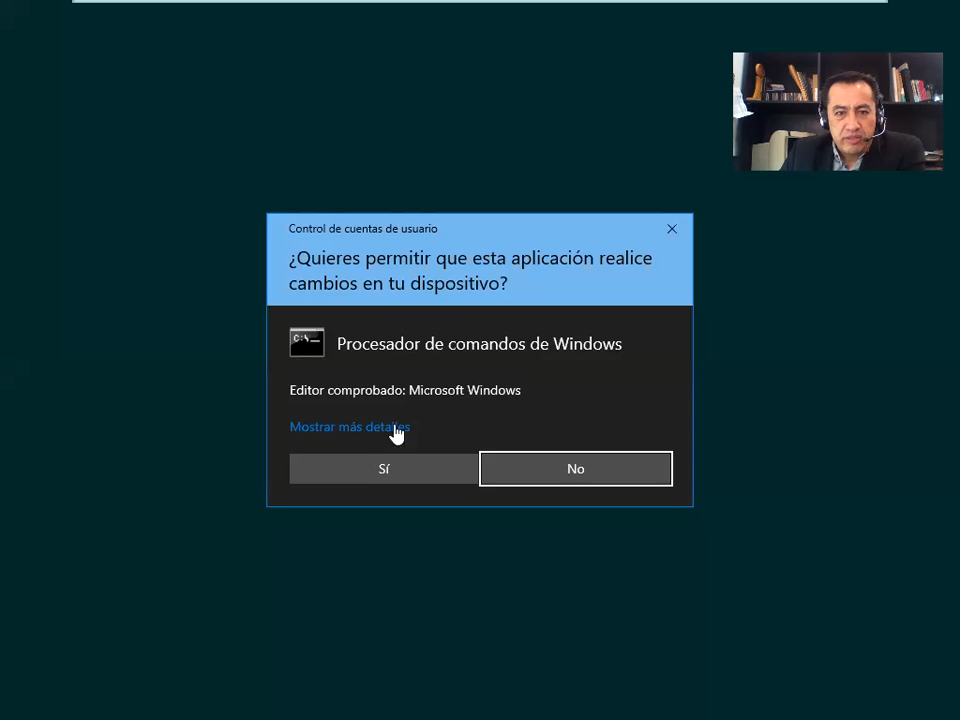 Control de cuentas de usuario
¿Quieres permitir que esta aplicación realice
cambios en tu dispositivo?
C:\_
Procesador de comandos de Windows
Editor comprobado: Microsoft Windows
Mostrar más detalles
Sí
No